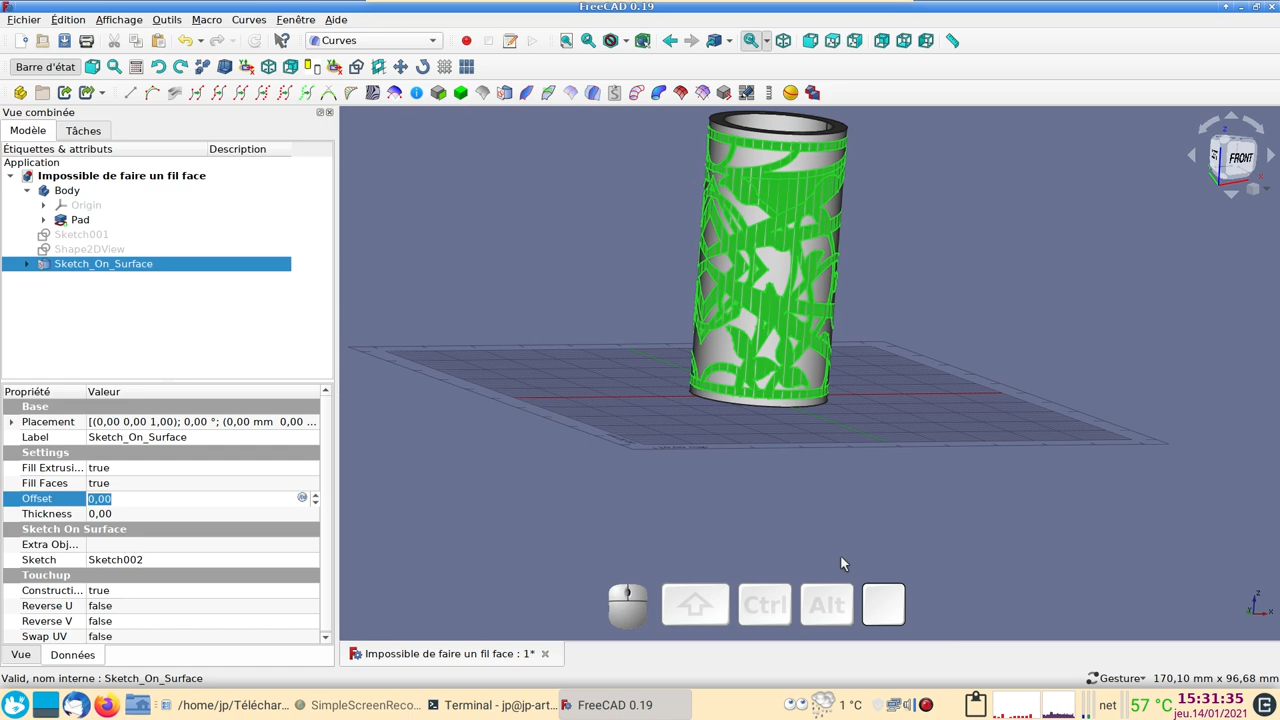 FreeCAD 0.19
Fichier Édition Affichage Outils Macro Curves Fenêtre Aide
Curves
Barre d'état
Vue combinée
Modèle Tâches
Étiquettes & attributs Description
Application
Impossible de faire un fil face
Body
Origin
Pad
Sketch001
Shape2DView
Sketch_On_Surface
Propriété Valeur
Base
Placement [(0,00 0,00 1,00); 0,00 °; (0,00 mm 0,00 ...
Label Sketch_On_Surface
Settings
Fill Extrusi... true
Fill Faces true
Offset 0,00
Thickness 0,00
Sketch On Surface
Extra Obj...
Sketch Sketch002
Touchup
Constructi... true
Reverse U false
Reverse V false
Swap UV false
Vue Données
FRONT
Z
Ctrl Alt
Impossible de faire un fil face : 1*
Valid, nom interne : Sketch_On_Surface
Gesture 170,10 mm x 96,68 mm
/home/jp/Téléchar... SimpleScreenReco... Terminal - jp@jp-art... FreeCAD 0.19
1 °C
net
57 °C
15:31:35
jeu.14/01/2021